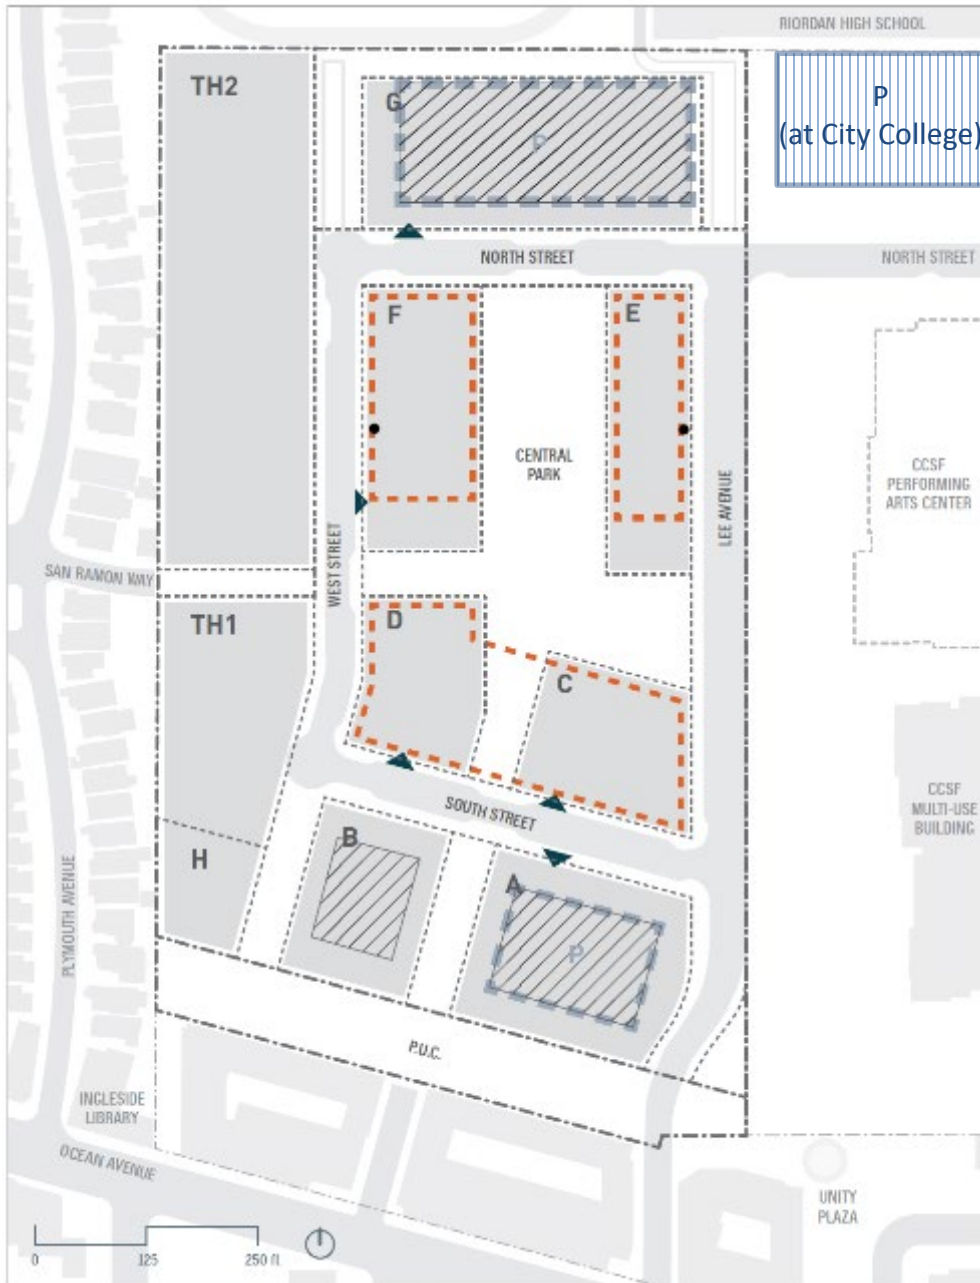 RIORDAN HIGH SCHOOL
TH2
G
P
P
(at City College)
NORTH STREET
NORTH STREET
F
E
CENTRAL
PARK
CCSF
PERFORMING
ARTS CENTER
LEE AVENUE
WEST STREET
SAN RAMON WAY
TH1
D
C
CCSF
MULTI-USE
BUILDING
SOUTH STREET
B
H
A
P
PLYMOUTH AVENUE
P.U.C.
INGLESIDE
LIBRARY
OCEAN AVENUE
UNITY
PLAZA
0
125
250 ft